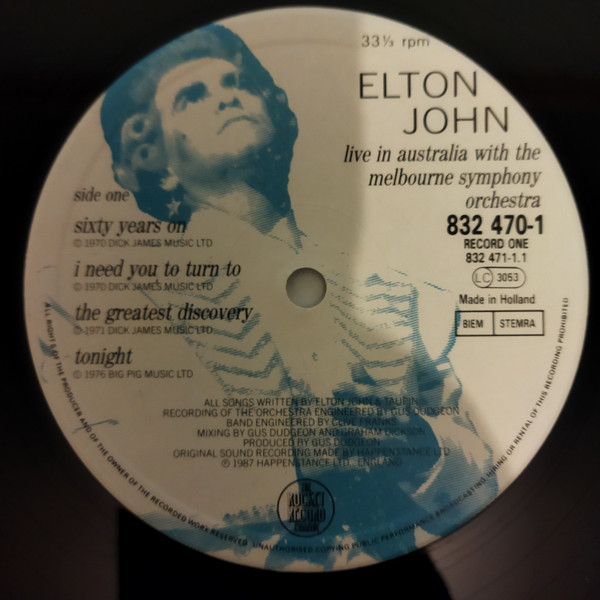 33⅓ rpm
ELTON
JOHN
live in australia with the
melbourne symphony
orchestra
832 470-1
RECORD ONE
832 471-1.1
LC 3053
Made in Holland
BIEM STEMRA
side one
sixty years on
© 1970 DICK JAMES MUSIC LTD
i need you to turn to
© 1970 DICK JAMES MUSIC LTD
the greatest discovery
© 1971 DICK JAMES MUSIC LTD
tonight
© 1976 BIG PIG MUSIC LTD
ALL SONGS WRITTEN BY ELTON JOHN & TAUPIN
RECORDING OF THE ORCHESTRA ENGINEERED BY GUS DUDGEON
BAND ENGINEERED BY CLIVE FRANKS
MIXING BY GUS DUDGEON AND GRAHAM DICKSON
PRODUCED BY GUS DUDGEON
ORIGINAL SOUND RECORDING MADE BY HAPPENSTANCE LTD
℗ 1987 HAPPENSTANCE LTD. ENGLAND
THE
ROCKET
RECORD
COMPANY
ALL RIGHTS OF THE PRODUCER AND OF THE OWNER OF THE RECORDED WORK RESERVED. UNAUTHORISED COPYING PUBLIC PERFORMANCE BROADCASTING HIRING OR RENTAL OF THIS RECORDING PROHIBITED